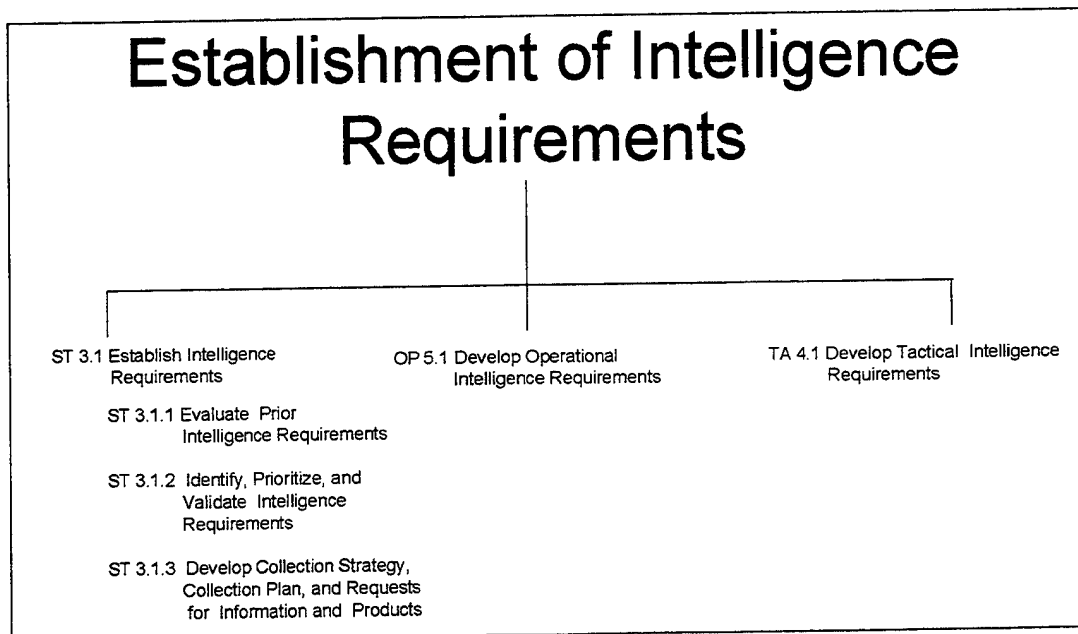 Establishment of Intelligence
Requirements
ST 3.1 Establish Intelligence
Requirements
ST 3.1.1 Evaluate Prior
Intelligence Requirements
ST 3.1.2 Identify, Prioritize, and
Validate Intelligence
Requirements
ST 3.1.3 Develop Collection Strategy,
Collection Plan, and Requests
for Information and Products
OP 5.1 Develop Operational
Intelligence Requirements
TA 4.1 Develop Tactical Intelligence
Requirements